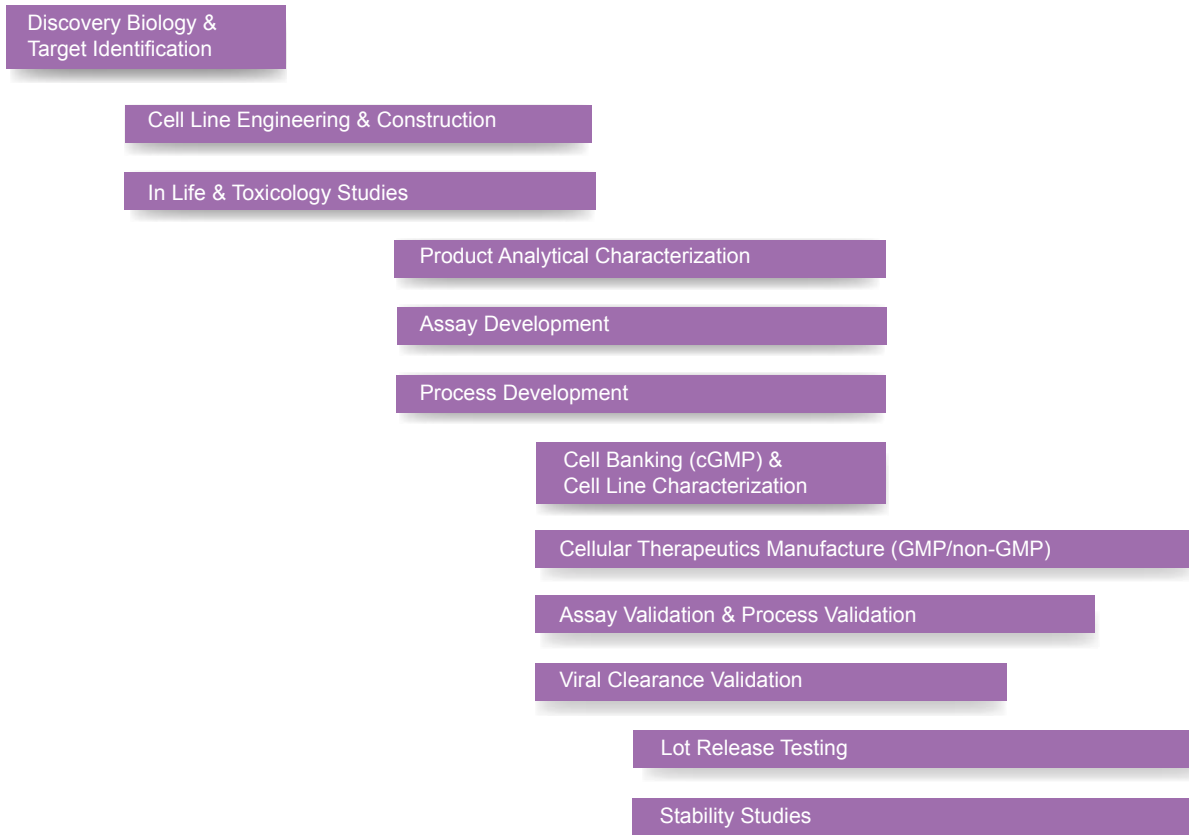 Discovery Biology &
Target Identification
Cell Line Engineering & Construction
In Life & Toxicology Studies
Product Analytical Characterization
Assay Development
Process Development
Cell Banking (cGMP) &
Cell Line Characterization
Cellular Therapeutics Manufacture (GMP/non-GMP)
Assay Validation & Process Validation
Viral Clearance Validation
Lot Release Testing
Stability Studies